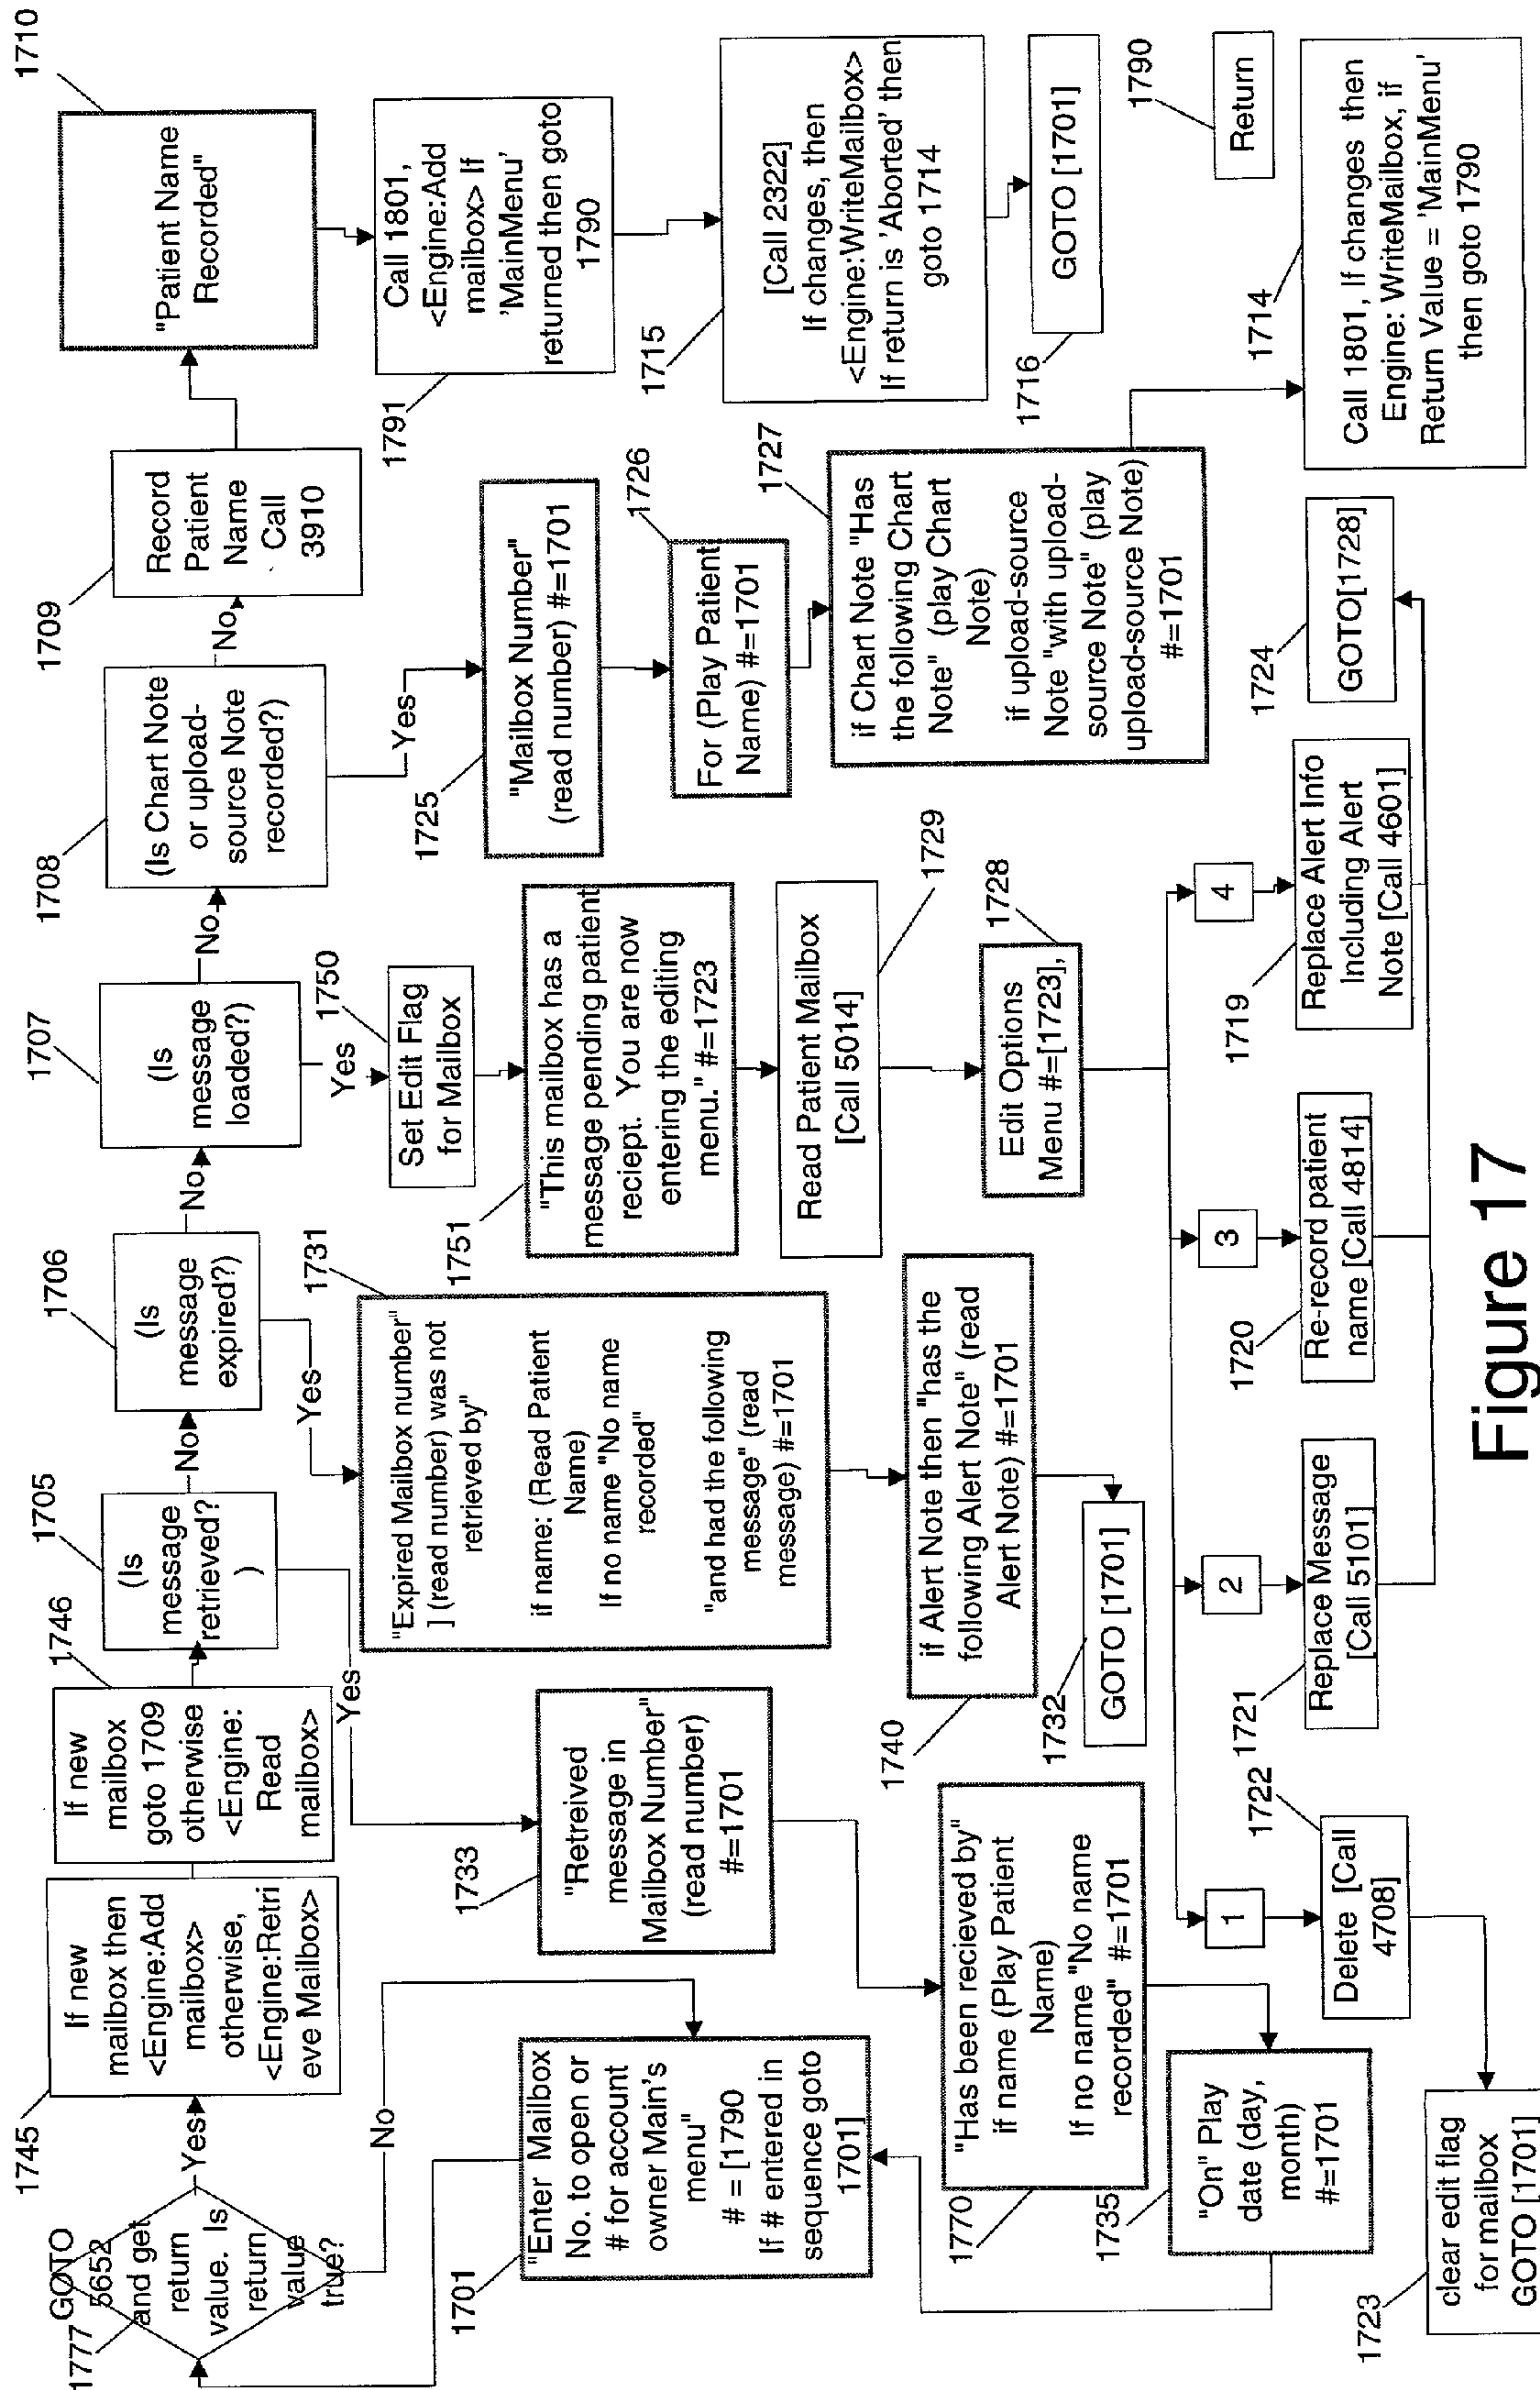 1777
GOTO
5652
and get
return
value. Is
return
value
true?
Yes
No
1745
If new
mailbox then
<Engine:Add
mailbox>
otherwise,
<Engine:Retri
eve Mailbox>
1746
If new
mailbox
goto 1709
otherwise
<Engine:
Read
mailbox>
1705
(Is
message
retrieved?
)
No
Yes
1706
(Is
message
expired?)
No
Yes
1707
(Is
message
loaded?)
No
Yes
1708
(Is Chart Note
or upload-
source Note
recorded?)
No
Yes
1709
Record
Patient
Name
Call
3910
1710
"Patient Name
Recorded"
1701
"Enter Mailbox
No. to open or
# for account
owner Main's
menu"
# = [1790
If # entered in
sequence goto
1701]
1733
"Retreived
message in
Mailbox Number"
(read number)
#=1701
1731
"Expired Mailbox number"
] (read number) was not
retrieved by"
if name: (Read Patient
Name)
If no name "No name
recorded"
"and had the following
message" (read
message) #=1701
1750
Set Edit Flag
for Mailbox
1751
"This mailbox has a
message pending patient
reciept. You are now
entering the editing
menu." #=1723
1725
"Mailbox Number"
(read number) #=1701
1791
Call 1801,
<Engine:Add
mailbox> If
'MainMenu'
returned then goto
1790
1770
"Has been recieved by"
if name (Play Patient
Name)
If no name "No name
recorded" #=1701
1740
if Alert Note then "has the
following Alert Note" (read
Alert Note) #=1701
1729
Read Patient Mailbox
[Call 5014]
1726
For (Play Patient
Name) #=1701
1715
[Call 2322]
If changes, then
<Engine:WriteMailbox>
If return is 'Aborted' then
goto 1714
1735
"On" Play
date (day,
month)
#=1701
1732
GOTO [1701]
1728
Edit Options
Menu #=[1723],
1727
if Chart Note "Has
the following Chart
Note" (play Chart
Note)
if upload-source
Note "with upload-
source Note" (play
upload-source Note)
#=1701
1716
GOTO [1701]
1
2
3
4
1790
Return
1723
clear edit flag
for mailbox
GOTO [1701]
1722
Delete [Call
4708]
1721
Replace Message
[Call 5101]
1720
Re-record patient
name [Call 4814]
1719
Replace Alert Info
Including Alert
Note [Call 4601]
1724
GOTO[1728]
1714
Call 1801, If changes then
Engine: WriteMailbox, if
Return Value = 'MainMenu'
then goto 1790
Figure 17